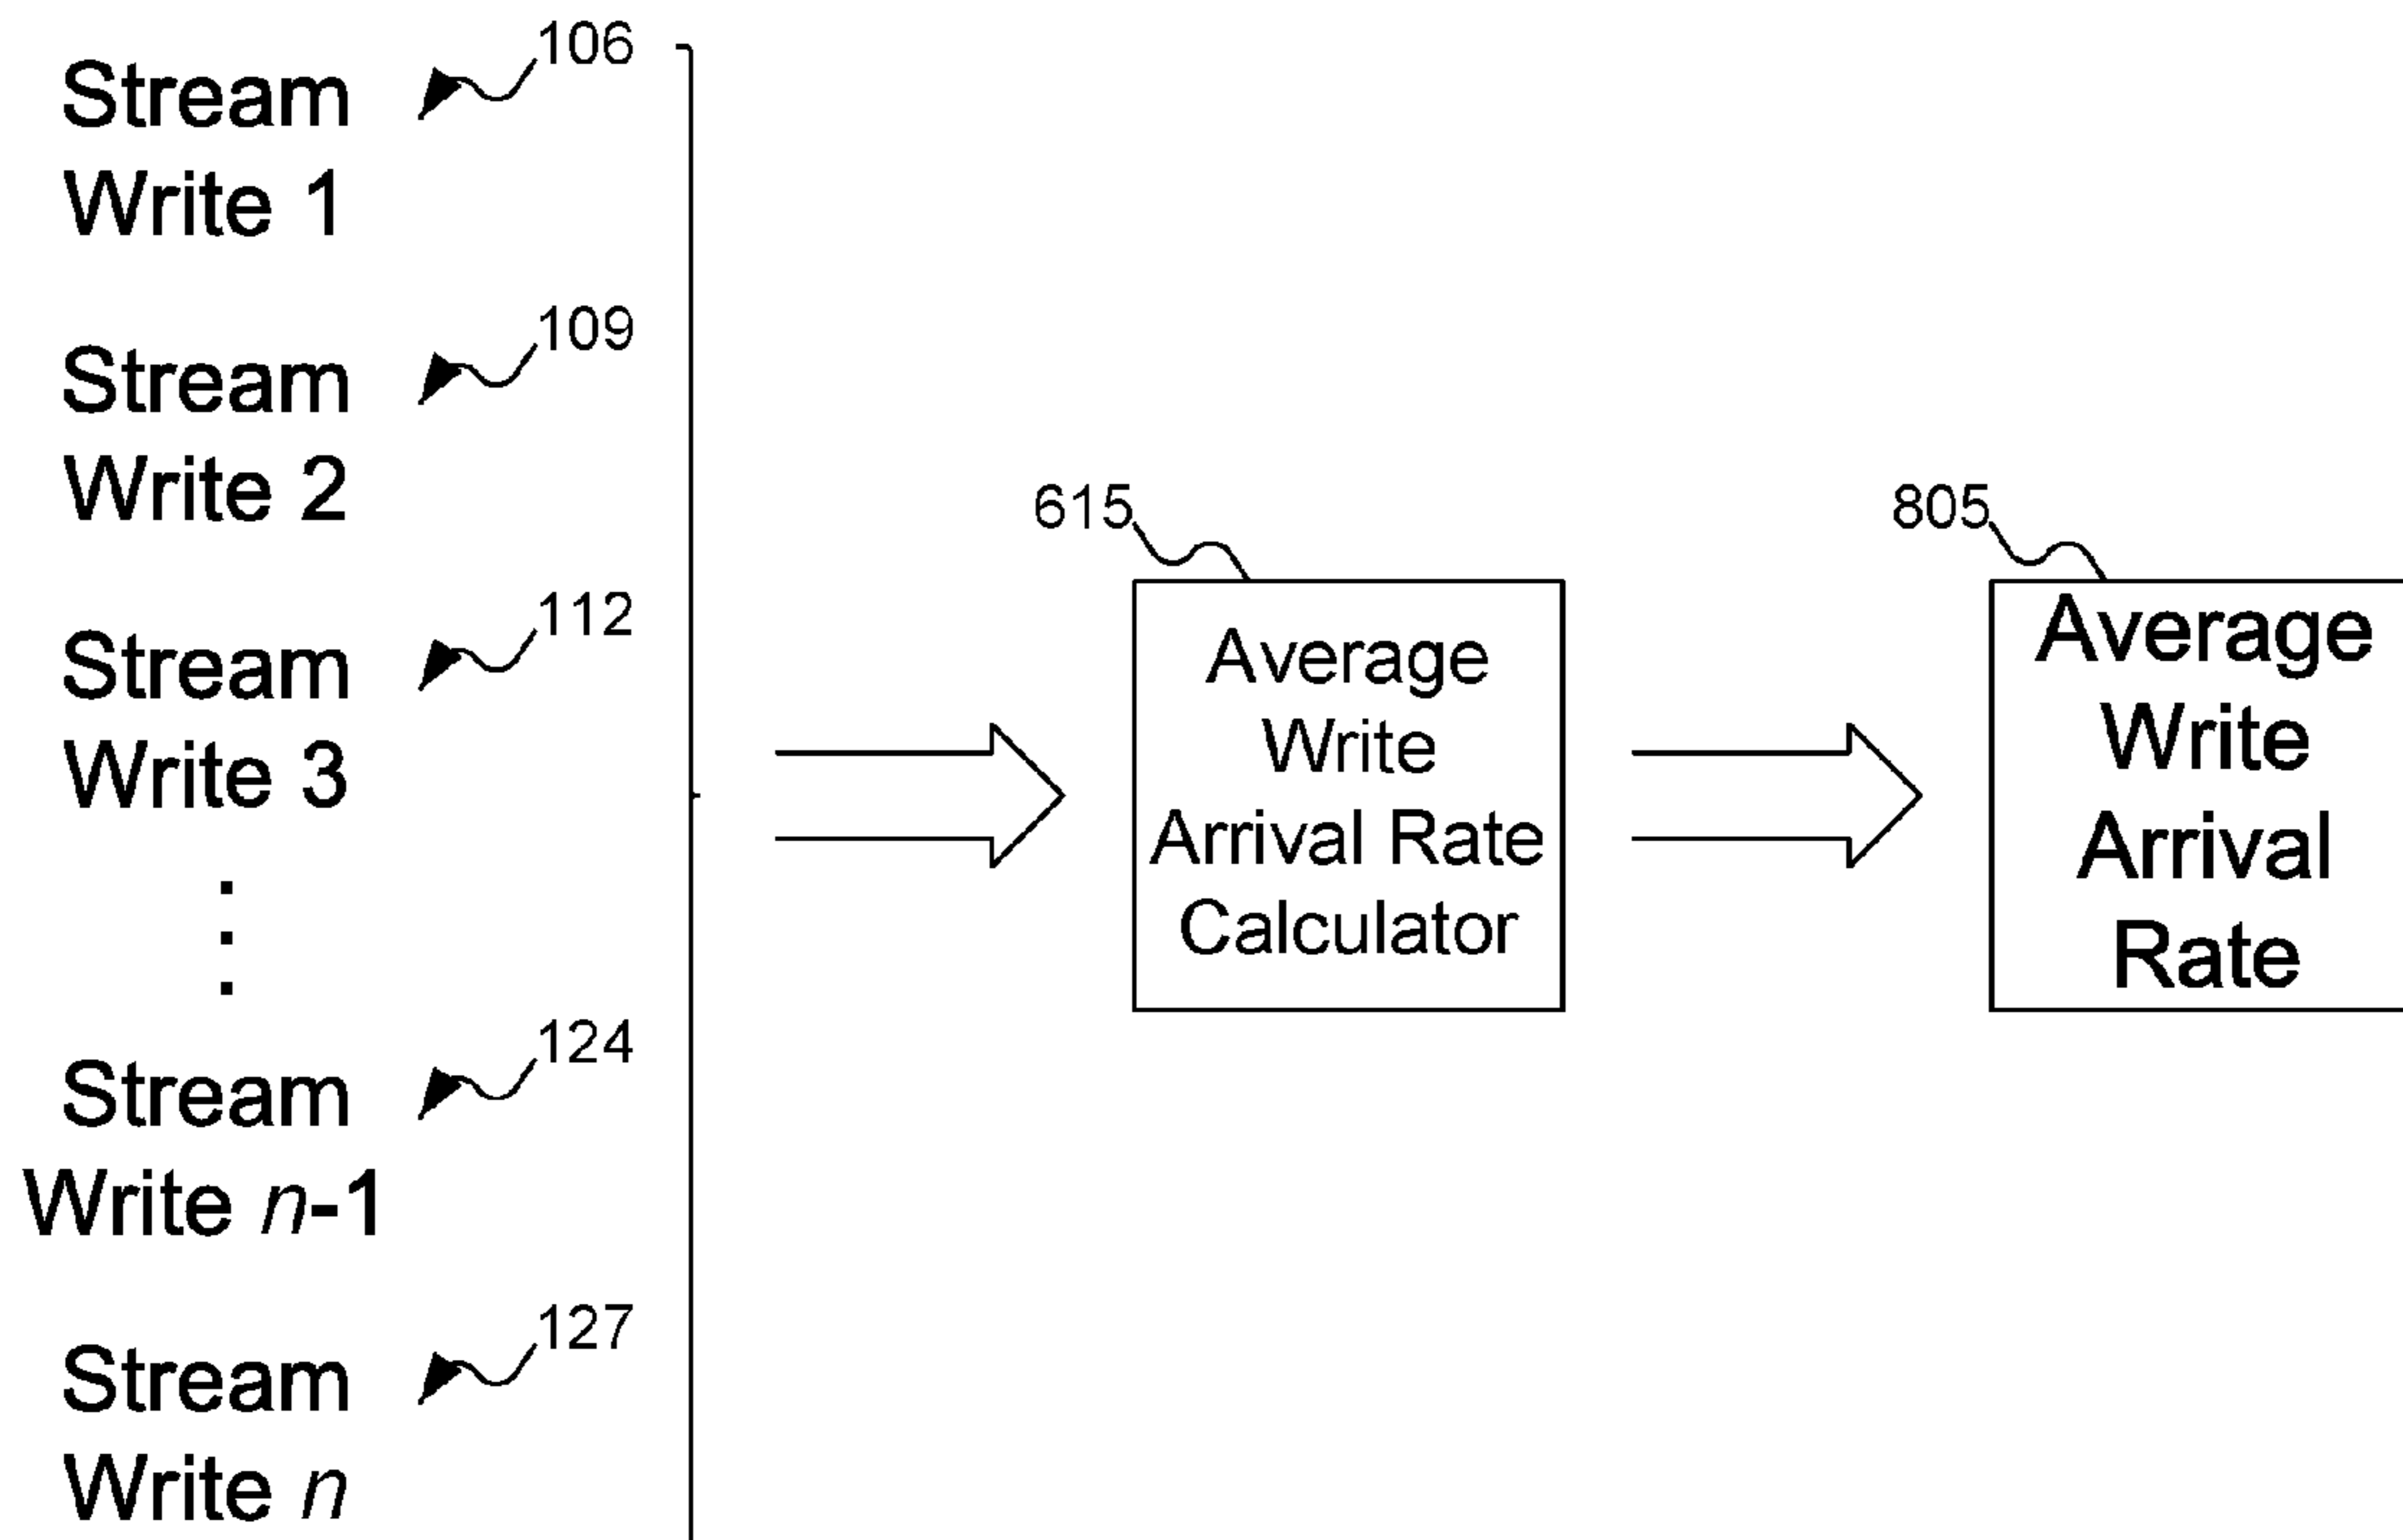 106
Stream
Write 1
109
Stream
Write 2
112
Stream
Write 3
124
Stream
Write n-1
127
Stream
Write n
615
Average
Write
Arrival Rate
Calculator
805
Average
Write
Arrival
Rate